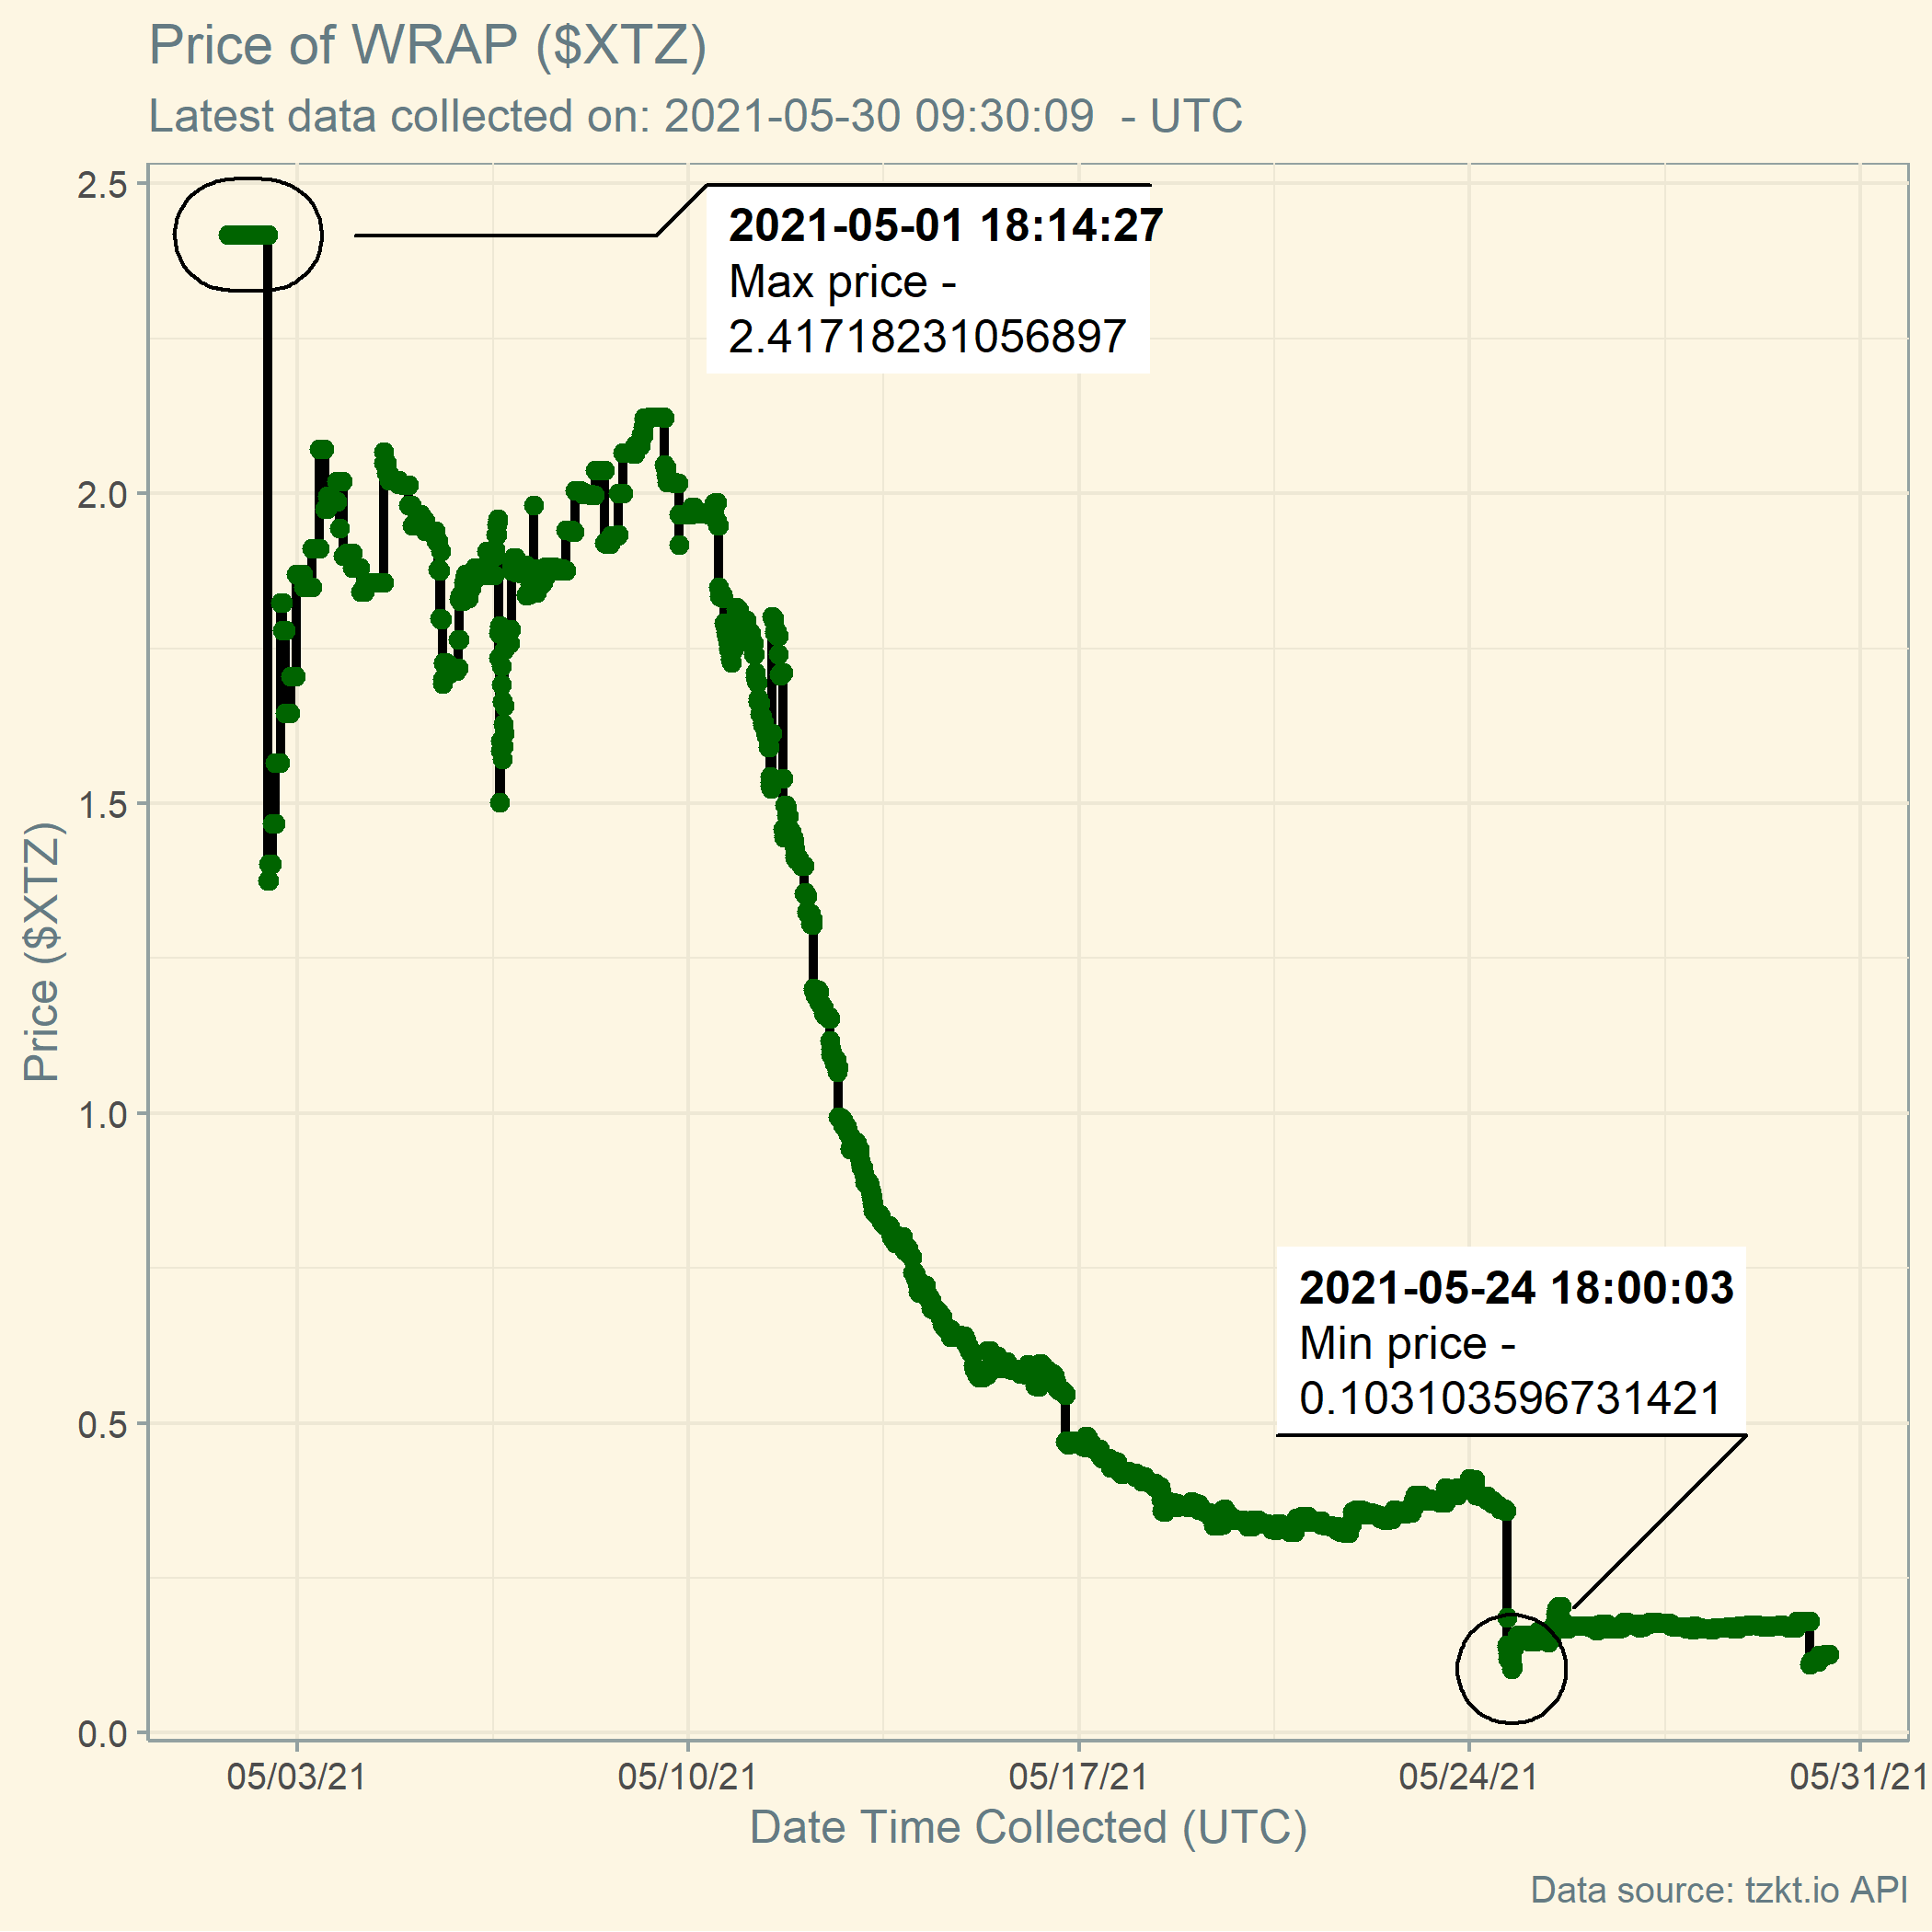 Price of WRAP ($XTZ)
Latest data collected on: 2021-05-30 09:30:09  - UTC
2.5
2.0
1.5
1.0
0.5
0.0
Price ($XTZ)
2021-05-01 18:14:27
Max price -
2.41718231056897
2021-05-24 18:00:03
Min price -
0.103103596731421
05/03/21
05/10/21
05/17/21
05/24/21
05/31/21
Date Time Collected (UTC)
Data source: tzkt.io API